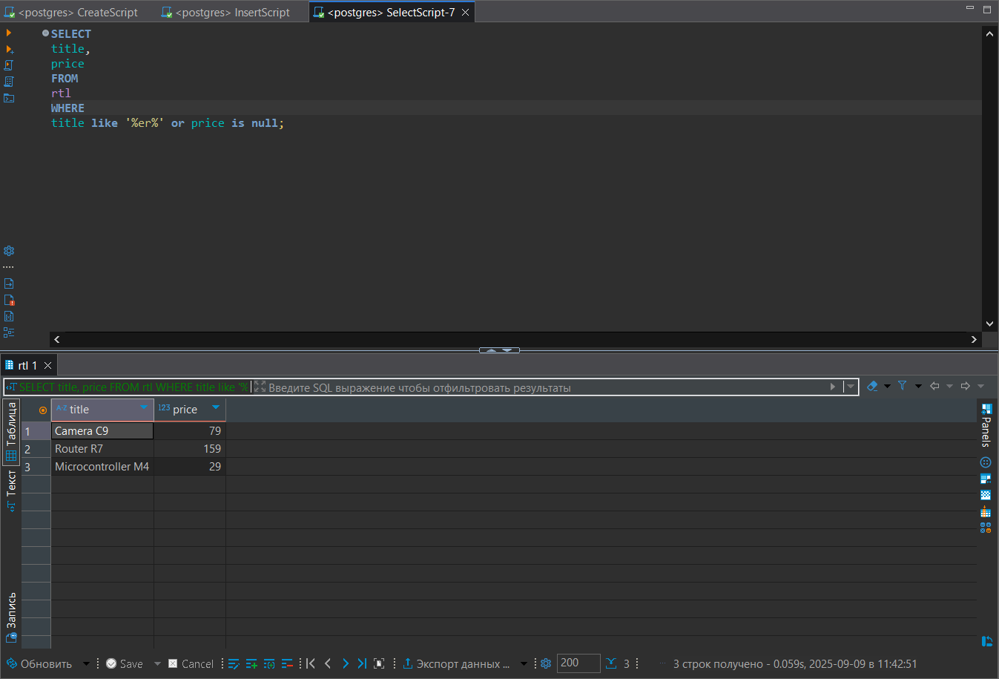 <postgres> CreateScript
<postgres> InsertScript
<postgres> SelectScript-7
SELECT
title,
price
FROM
rtl
WHERE
title like '%er%' or price is null;
rtl 1
SELECT title, price FROM rtl WHERE title like '%
Введите SQL выражение чтобы отфильтровать результаты
Таблица
Текст
Запись
A-Z title
123 price
1 Camera C9 79
2 Router R7 159
3 Microcontroller M4 29
Panels
Обновить
Save
Cancel
Экспорт данных ...
200
3
3 строк получено - 0.059s, 2025-09-09 в 11:42:51